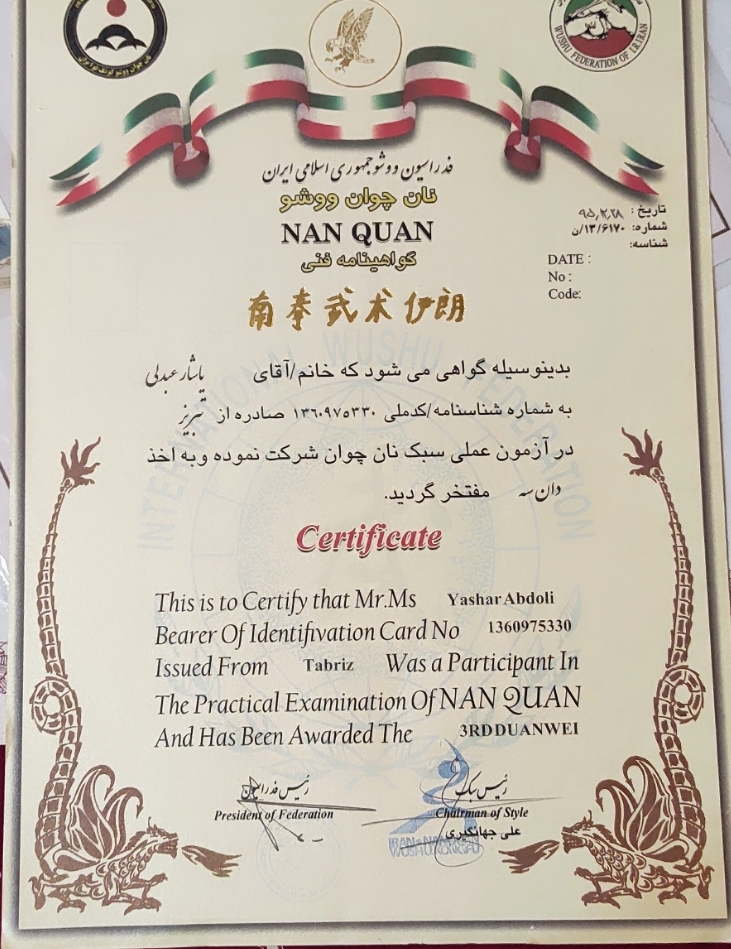 WUSHU FEDERATION OF I.R.IRAN
فدراسیون ووشو جمهوری اسلامی ایران
نان چوان ووشو
NAN QUAN
گواهینامه فنی
南拳武术伊朗
تاریخ: ۹۵٫۲٫۲۸
شماره: ۱۳/۶۱۷۰/ن
شناسه:
DATE :
No :
Code:
INTERNATIONAL WUSHU FEDERATION
بدینوسیله گواهی می شود که خانم/آقای یاشار عبدلی
به شماره شناسنامه/کدملی ۱۳۶۰۹۷۵۳۳۰ صادره از تبریز
در آزمون عملی سبک نان چوان شرکت نموده وبه اخذ
دان سه مفتخر گردید.
Certificate
This is to Certify that Mr.Ms Yashar Abdoli
Bearer Of Identifivation Card No 1360975330
Issued From Tabriz Was a Participant In
The Practical Examination Of NAN QUAN
And Has Been Awarded The 3RDDUANWEI
رئیس فدراسیون
President of Federation
رئیس سبک
Chairman of Style
علی جهانگیری